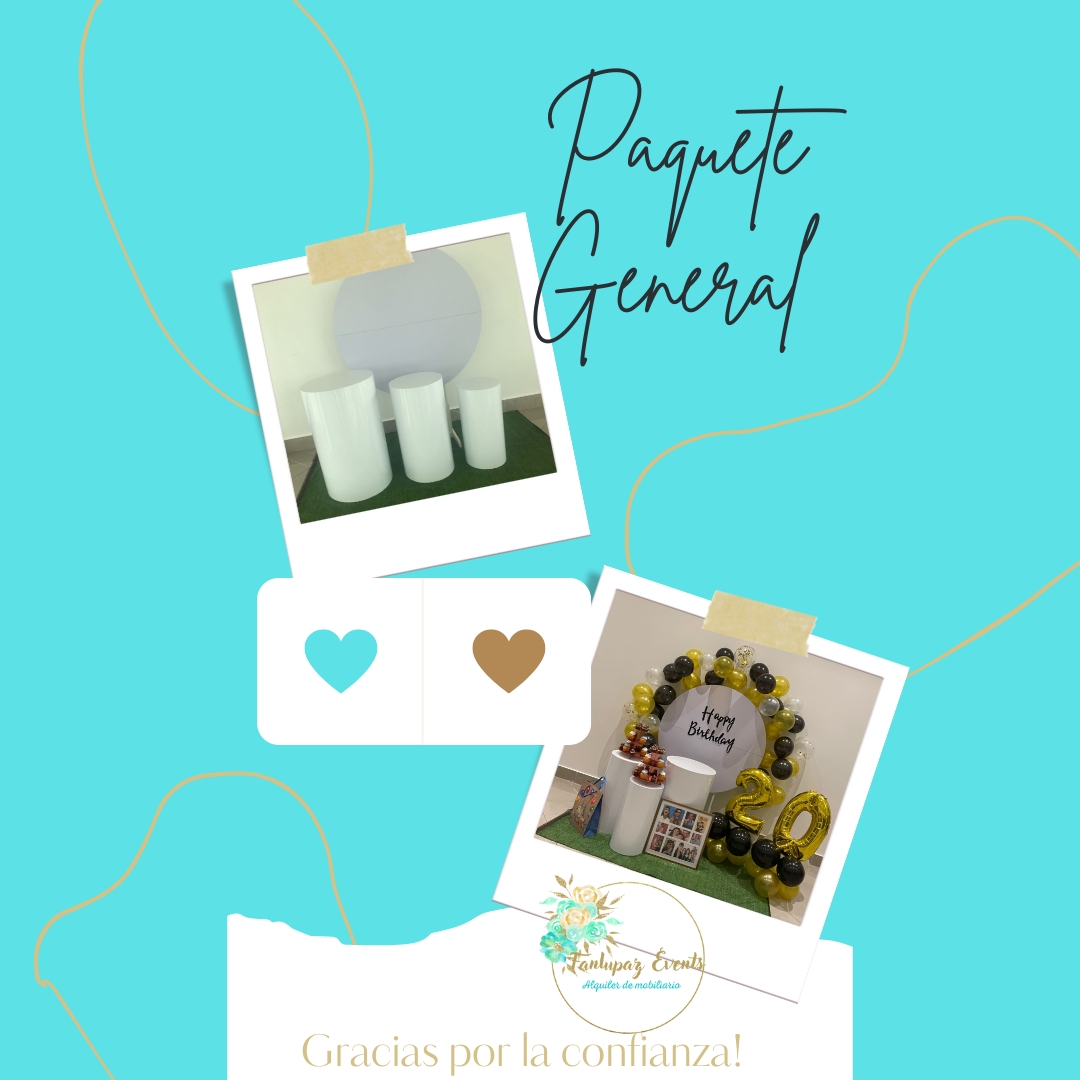 Paquete
General
Happy
Birthday
20
Fanlupaz Events
Alquiler de mobiliario
Gracias por la confianza!